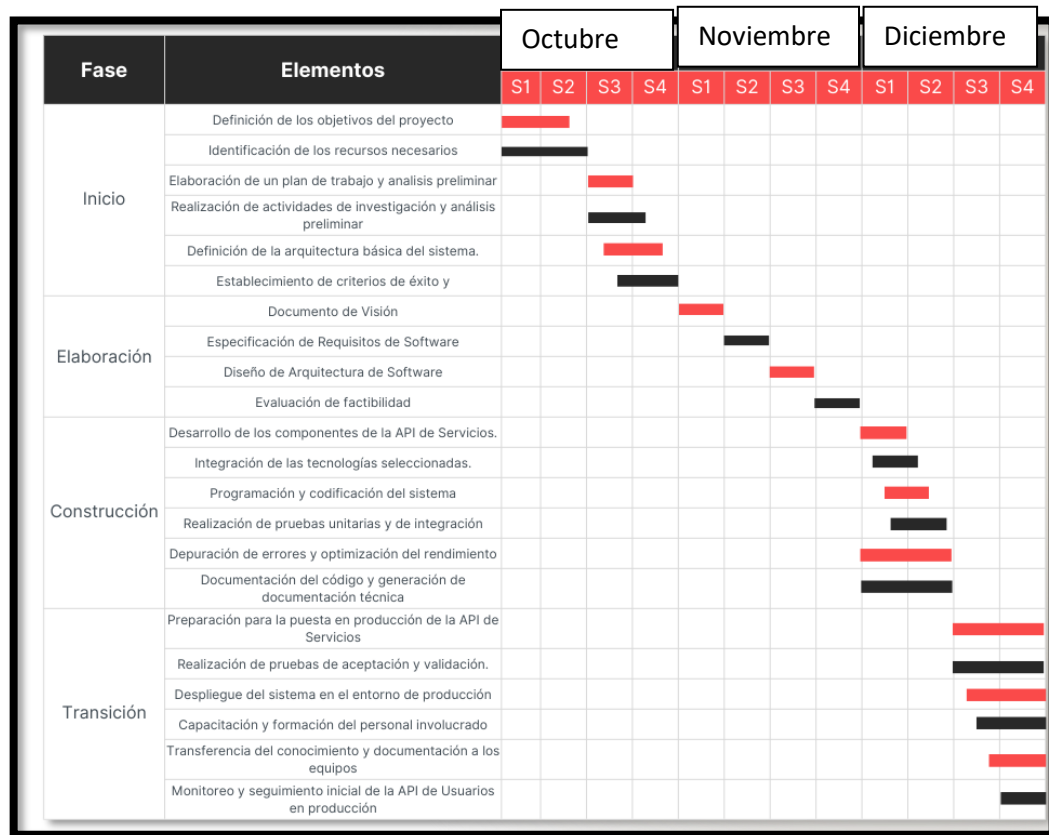 Octubre Noviembre Diciembre
Fase Elementos
S1 S2 S3 S4 S1 S2 S3 S4 S1 S2 S3 S4
Inicio
Definición de los objetivos del proyecto
Identificación de los recursos necesarios
Elaboración de un plan de trabajo y analisis preliminar
Realización de actividades de investigación y análisis
preliminar
Definición de la arquitectura básica del sistema.
Establecimiento de criterios de éxito y
Elaboración
Documento de Visión
Especificación de Requisitos de Software
Diseño de Arquitectura de Software
Evaluación de factibilidad
Construcción
Desarrollo de los componentes de la API de Servicios.
Integración de las tecnologías seleccionadas.
Programación y codificación del sistema
Realización de pruebas unitarias y de integración
Depuración de errores y optimización del rendimiento
Documentación del código y generación de
documentación técnica
Transición
Preparación para la puesta en producción de la API de
Servicios
Realización de pruebas de aceptación y validación.
Despliegue del sistema en el entorno de producción
Capacitación y formación del personal involucrado
Transferencia del conocimiento y documentación a los
equipos
Monitoreo y seguimiento inicial de la API de Usuarios
en producción